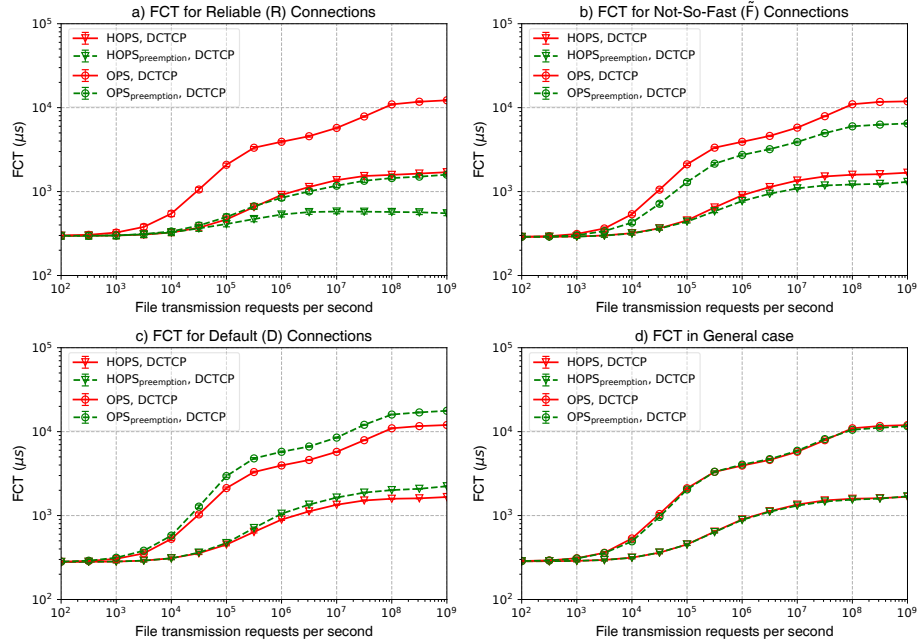 a) FCT for Reliable (R) Connections
10⁵
10⁴
10³
10²
FCT (μs)
HOPS, DCTCP
HOPSpreemption, DCTCP
OPS, DCTCP
OPSpreemption, DCTCP
10² 10³ 10⁴ 10⁵ 10⁶ 10⁷ 10⁸ 10⁹
File transmission requests per second
b) FCT for Not-So-Fast (F̃) Connections
10⁵
10⁴
10³
10²
FCT (μs)
HOPS, DCTCP
HOPSpreemption, DCTCP
OPS, DCTCP
OPSpreemption, DCTCP
10² 10³ 10⁴ 10⁵ 10⁶ 10⁷ 10⁸ 10⁹
File transmission requests per second
c) FCT for Default (D) Connections
10⁵
10⁴
10³
10²
FCT (μs)
HOPS, DCTCP
HOPSpreemption, DCTCP
OPS, DCTCP
OPSpreemption, DCTCP
10² 10³ 10⁴ 10⁵ 10⁶ 10⁷ 10⁸ 10⁹
File transmission requests per second
d) FCT in General case
10⁵
10⁴
10³
10²
FCT (μs)
HOPS, DCTCP
HOPSpreemption, DCTCP
OPS, DCTCP
OPSpreemption, DCTCP
10² 10³ 10⁴ 10⁵ 10⁶ 10⁷ 10⁸ 10⁹
File transmission requests per second